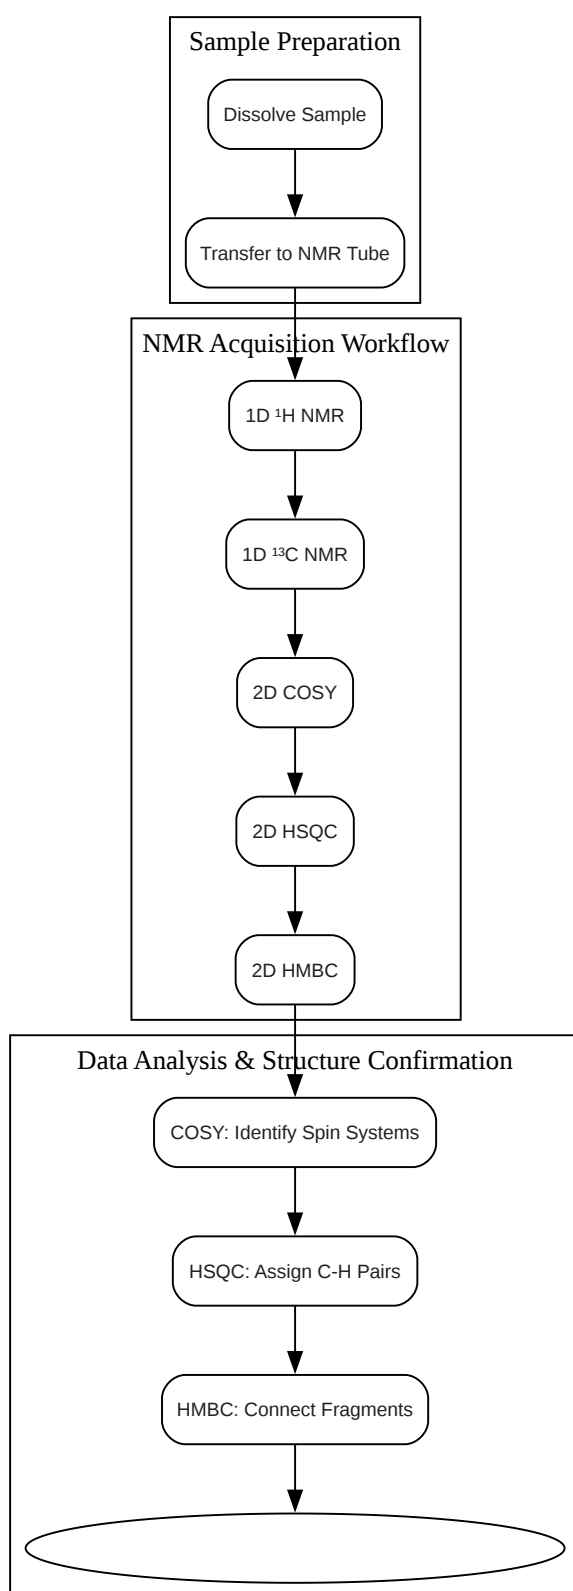 Sample Preparation
Dissolve Sample
Transfer to NMR Tube
NMR Acquisition Workflow
1D ¹H NMR
1D ¹³C NMR
2D COSY
2D HSQC
2D HMBC
Data Analysis & Structure Confirmation
COSY: Identify Spin Systems
HSQC: Assign C-H Pairs
HMBC: Connect Fragments